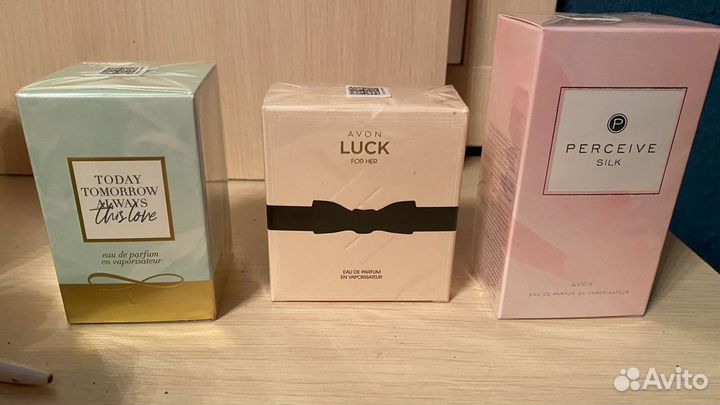 TODAY
TOMORROW
ALWAYS
this love
eau de parfum
en vaporisateur
AVON
LUCK
FOR HER
EAU DE PARFUM
EN VAPORISATEUR
P
PERCEIVE
SILK
AVON
EAU DE PARFUM EN VAPORISATEUR
Avito